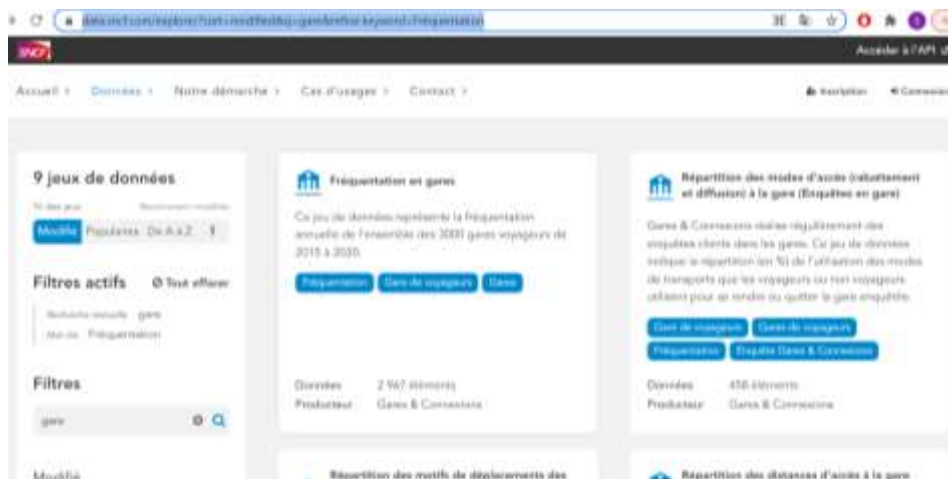 data.sncf.com/explore/?sort=modified&q=gare&refine.keyword=Fréquentation
SNCF
Accéder à l'API
Accueil
Données
Notre démarche
Cas d'usages
Contact
Inscription
Connexion
9 jeux de données
Modifié
Populaires
De A à Z
Filtres actifs
Tout effacer
Recherche textuelle gare
Fréquentation
Filtres
gare
Modifié
Fréquentation en gares
Ce jeu de données représente la fréquentation
annuelle de l'ensemble des 3000 gares voyageurs de
2015 à 2020.
Fréquentation
Gare de voyageurs
Gares
Données 2 967 éléments
Producteur Gares & Connexions
Répartition des modes d'accès (rabattement
et diffusion) à la gare (Enquêtes en gare)
Gares & Connexions réalise régulièrement des
enquêtes clients dans les gares. Ce jeu de données
indique la répartition (en %) de l'utilisation des modes
de transports que les voyageurs ou non voyageurs
utilisent pour se rendre ou quitter la gare enquêtée.
Gare de voyageurs
Gares de voyageurs
Fréquentation
Enquête Gares & Connexions
Données 458 éléments
Producteur Gares & Connexions
Répartition des motifs de déplacements des
Répartition des distances d'accès à la gare